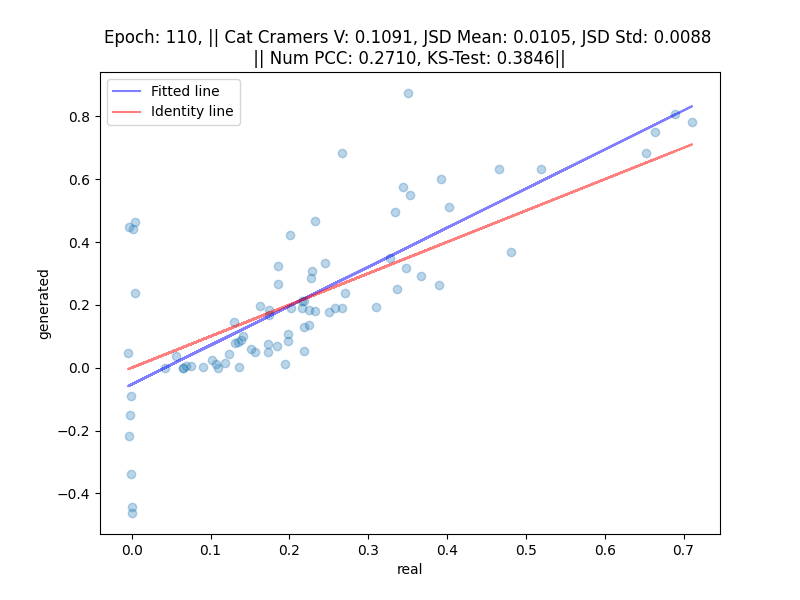 Epoch: 110, || Cat Cramers V: 0.1091, JSD Mean: 0.0105, JSD Std: 0.0088
|| Num PCC: 0.2710, KS-Test: 0.3846||
Fitted line
Identity line
0.8
0.6
0.4
0.2
0.0
−0.2
−0.4
generated
0.0 0.1 0.2 0.3 0.4 0.5 0.6 0.7
real